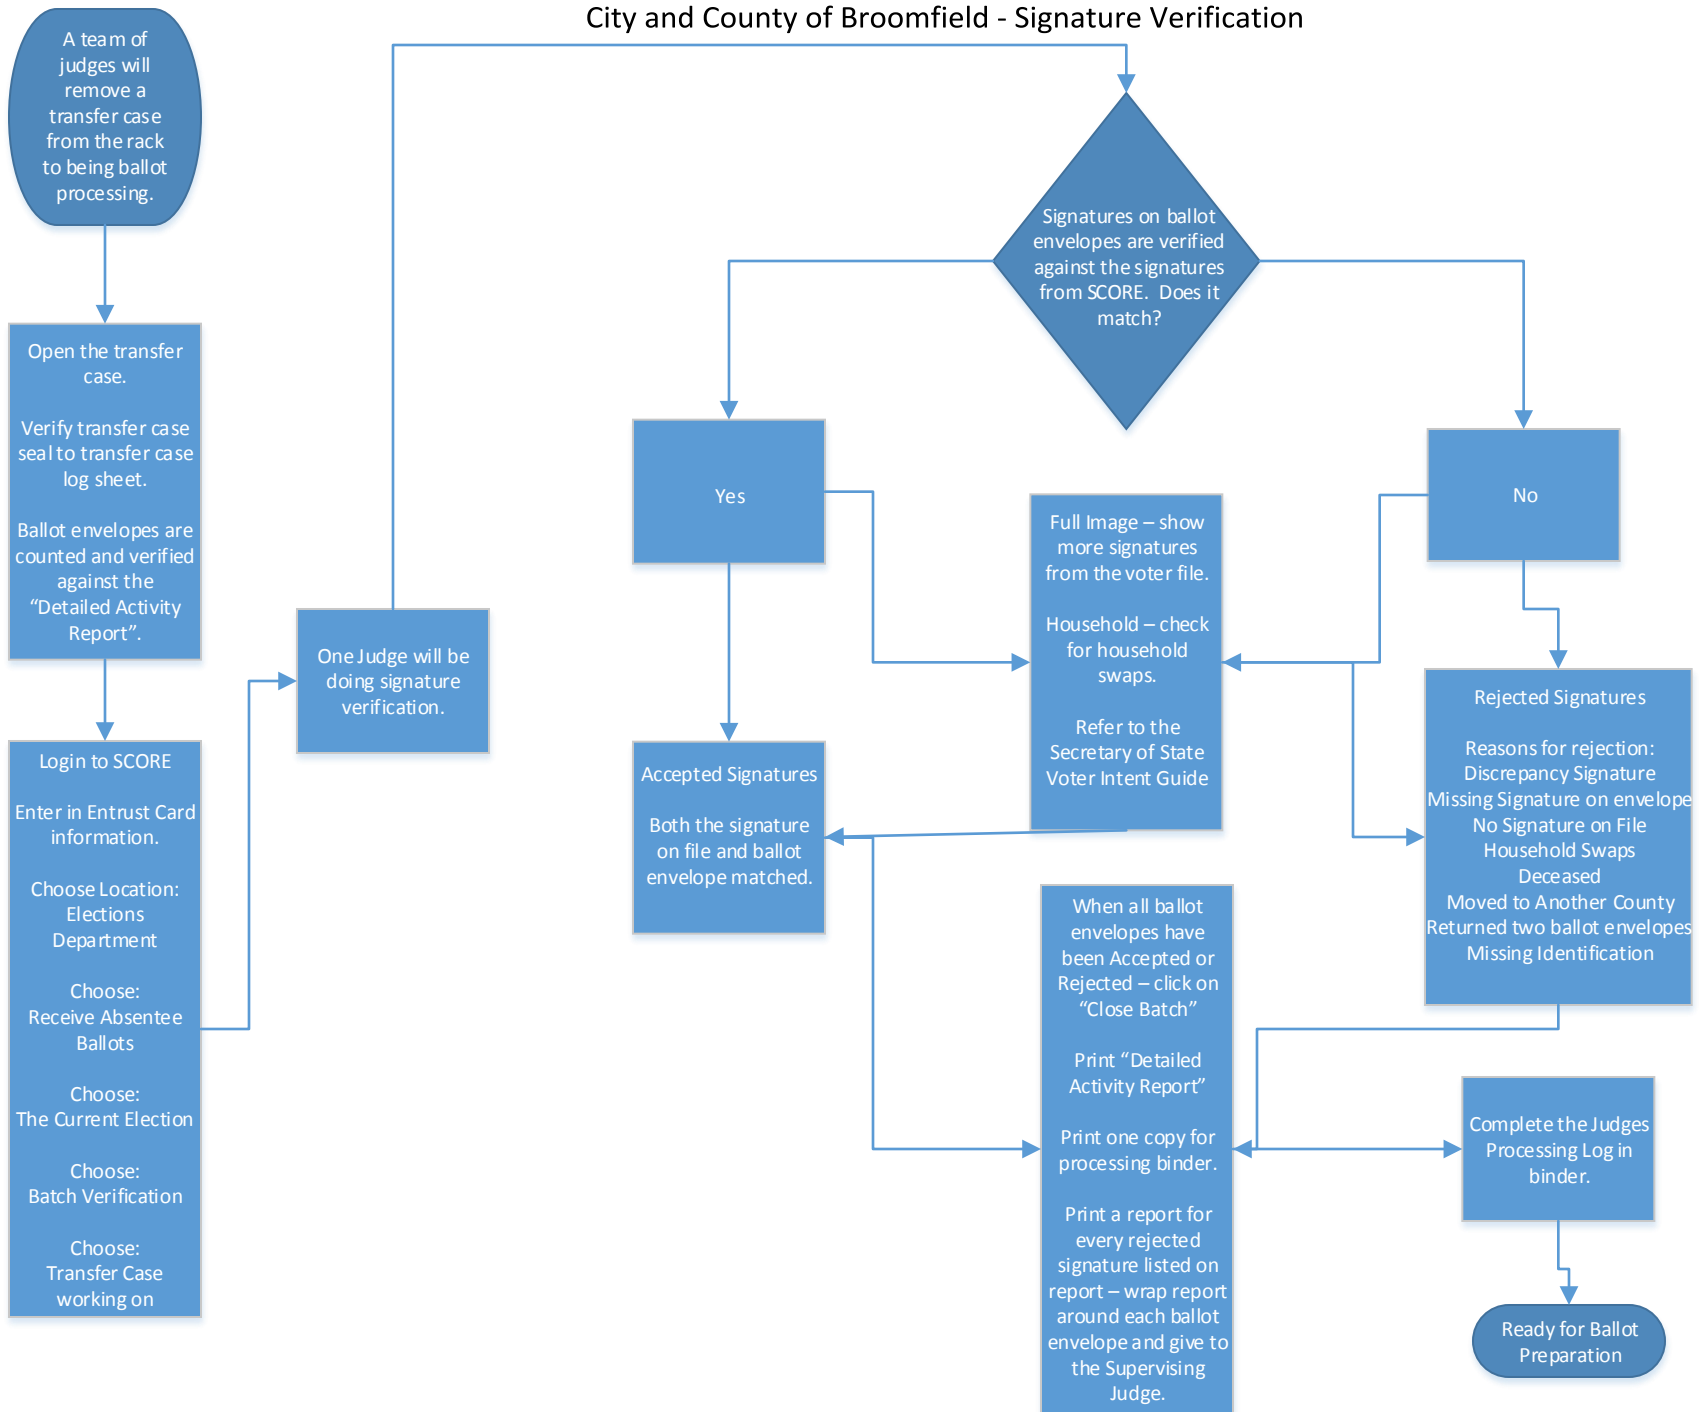 City and County of Broomfield - Signature Verification
A team of
judges will
remove a
transfer case
from the rack
to being ballot
processing.
Open the transfer
case.
Verify transfer case
seal to transfer case
log sheet.
Ballot envelopes are
counted and verified
against the
“Detailed Activity
Report”.
Login to SCORE
Enter in Entrust Card
information.
Choose Location:
Elections
Department
Choose:
Receive Absentee
Ballots
Choose:
The Current Election
Choose:
Batch Verification
Choose:
Transfer Case
working on
One Judge will be
doing signature
verification.
Signatures on ballot
envelopes are verified
against the signatures
from SCORE.  Does it
match?
Yes
No
Full Image – show
more signatures
from the voter file.
Household – check
for household
swaps.
Refer to the
Secretary of State
Voter Intent Guide
Accepted Signatures
Both the signature
on file and ballot
envelope matched.
Rejected Signatures
Reasons for rejection:
Discrepancy Signature
Missing Signature on envelope
No Signature on File
Household Swaps
Deceased
Moved to Another County
Returned two ballot envelopes
Missing Identification
When all ballot
envelopes have
been Accepted or
Rejected – click on
“Close Batch”
Print “Detailed
Activity Report”
Print one copy for
processing binder.
Print a report for
every rejected
signature listed on
report – wrap report
around each ballot
envelope and give to
the Supervising
Judge.
Complete the Judges
Processing Log in
binder.
Ready for Ballot
Preparation